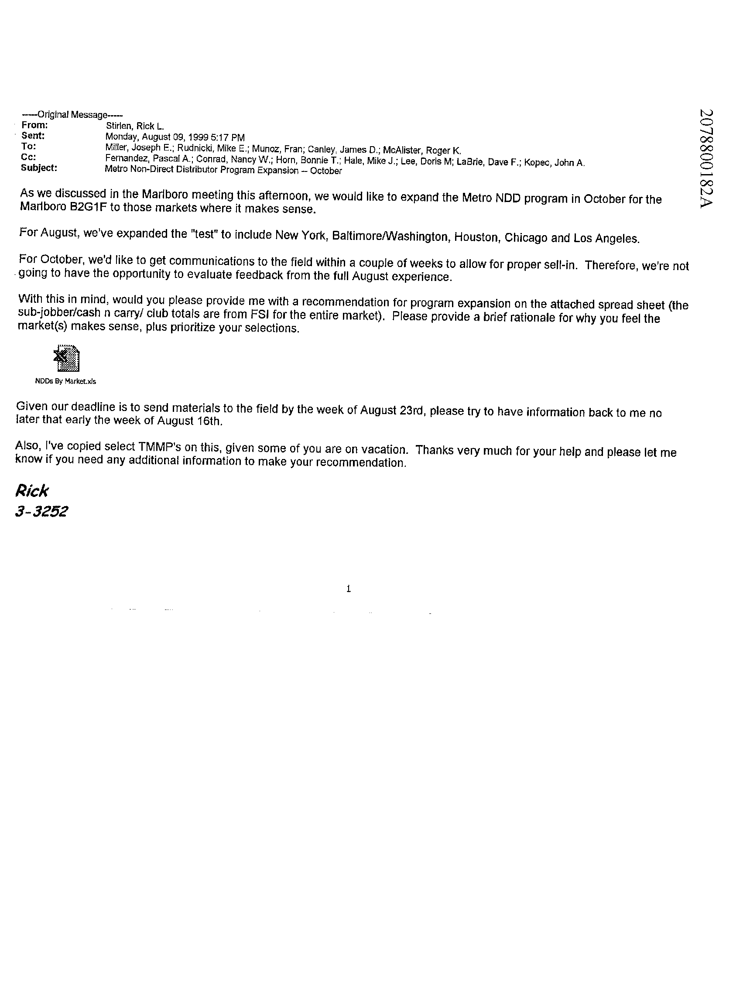 -----Original Message-----
From: Stirlen, Rick L.
Sent: Monday, August 09, 1999 5:17 PM
To: Miller, Joseph E.; Rudnicki, Mike E.; Munoz, Fran; Canley, James D.; McAlister, Roger K.
Cc: Fernandez, Pascal A.; Conrad, Nancy W.; Horn, Bonnie T.; Hale, Mike J.; Lee, Doris M; LaBrie, Dave F.; Kopec, John A.
Subject: Metro Non-Direct Distributor Program Expansion -- October
2078800182A
As we discussed in the Marlboro meeting this afternoon, we would like to expand the Metro NDD program in October for the
Marlboro B2G1F to those markets where it makes sense.
For August, we've expanded the "test" to include New York, Baltimore/Washington, Houston, Chicago and Los Angeles.
For October, we'd like to get communications to the field within a couple of weeks to allow for proper sell-in. Therefore, we're not
going to have the opportunity to evaluate feedback from the full August experience.
With this in mind, would you please provide me with a recommendation for program expansion on the attached spread sheet (the
sub-jobber/cash n carry/ club totals are from FSI for the entire market). Please provide a brief rationale for why you feel the
market(s) makes sense, plus prioritize your selections.
NDDs By Market.xls
Given our deadline is to send materials to the field by the week of August 23rd, please try to have information back to me no
later that early the week of August 16th.
Also, I've copied select TMMP's on this, given some of you are on vacation. Thanks very much for your help and please let me
know if you need any additional information to make your recommendation.
Rick
3-3252
1